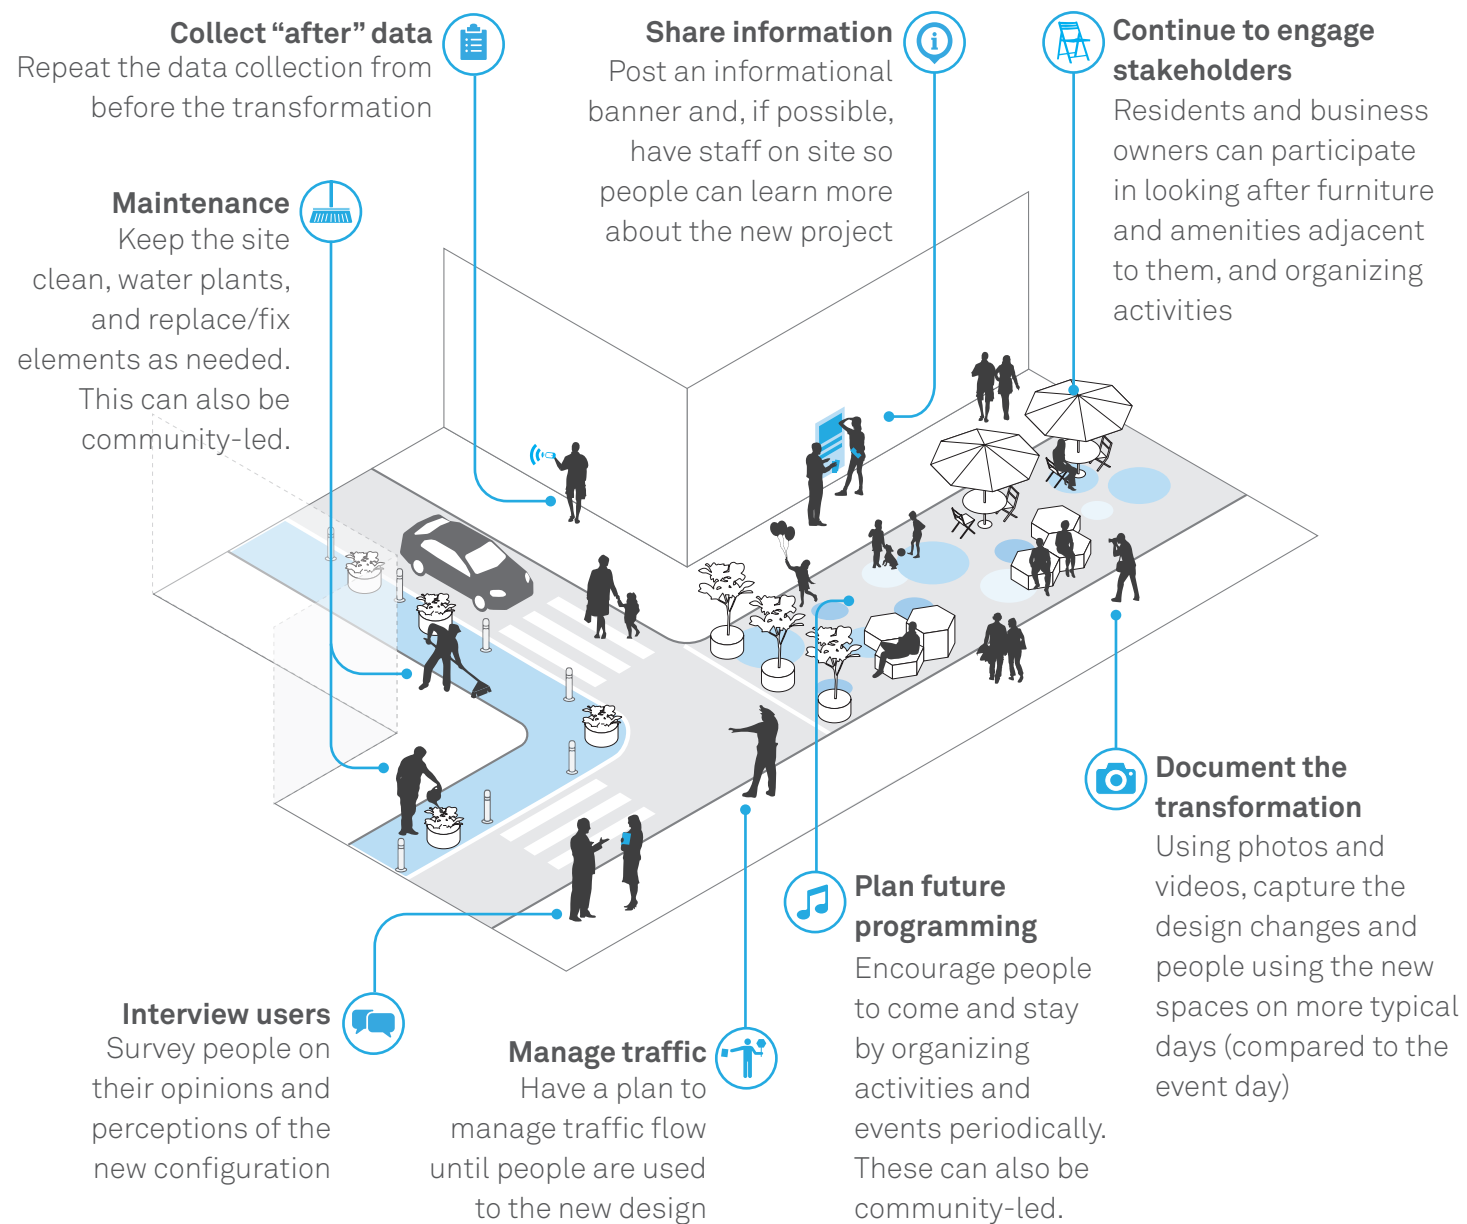 Collect “after” data
Repeat the data collection from
before the transformation
Share information
Post an informational
banner and, if possible,
have staff on site so
people can learn more
about the new project
Continue to engage
stakeholders
Residents and business
owners can participate
in looking after furniture
and amenities adjacent
to them, and organizing
activities
Maintenance
Keep the site
clean, water plants,
and replace/fix
elements as needed.
This can also be
community-led.
Document the
transformation
Using photos and
videos, capture the
design changes and
people using the new
spaces on more typical
days (compared to the
event day)
Plan future
programming
Encourage people
to come and stay
by organizing
activities and
events periodically.
These can also be
community-led.
Interview users
Survey people on
their opinions and
perceptions of the
new configuration
Manage traffic
Have a plan to
manage traffic flow
until people are used
to the new design